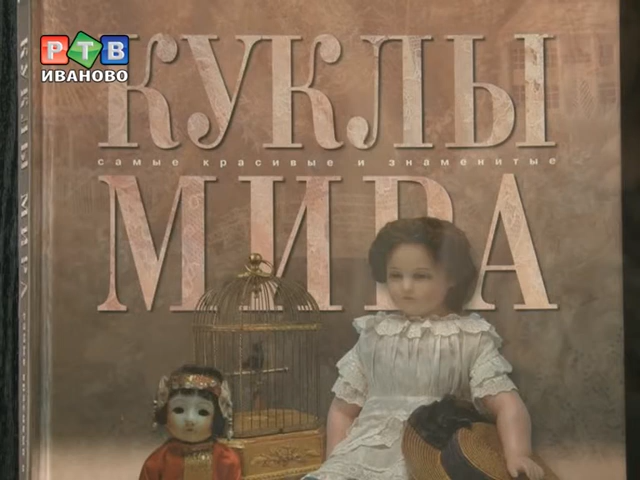 РТВ
ИВАНОВО
КУКЛЫ
самые красивые и знаменитые
МИРА
КУКЛЫ МИРА